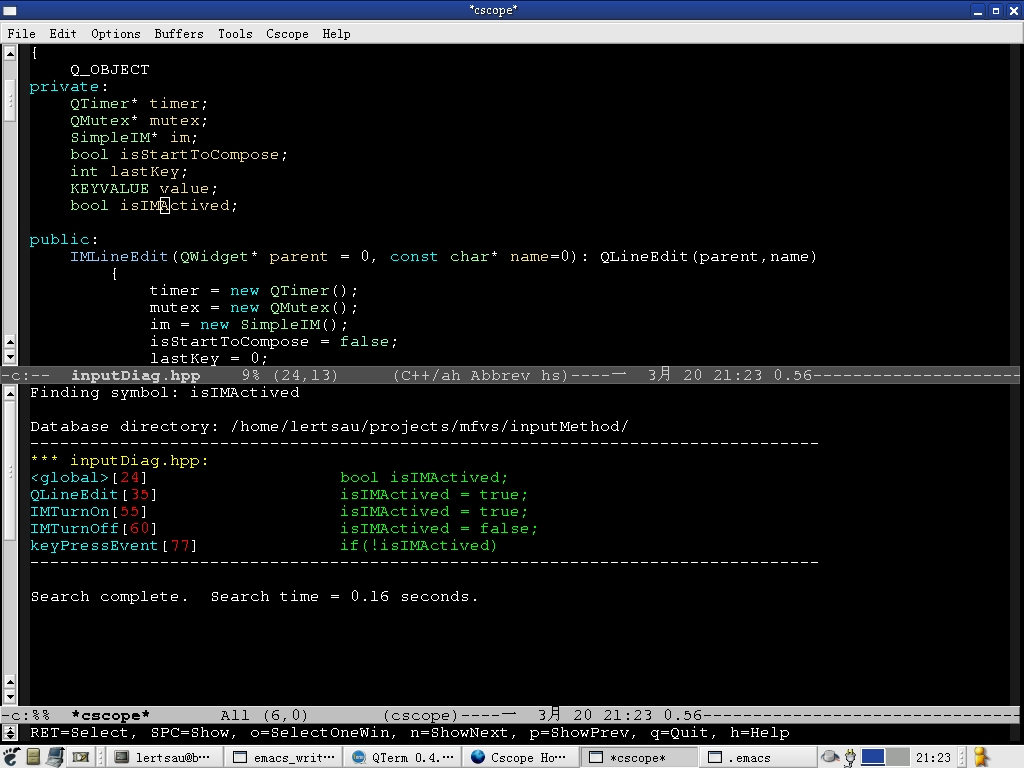 *cscope*
File Edit Options Buffers Tools Cscope Help
{
Q_OBJECT
private:
QTimer* timer;
QMutex* mutex;
SimpleIM* im;
bool isStartToCompose;
int lastKey;
KEYVALUE value;
bool isIMActived;
public:
IMLineEdit(QWidget* parent = 0, const char* name=0): QLineEdit(parent,name)
{
timer = new QTimer();
mutex = new QMutex();
im = new SimpleIM();
isStartToCompose = false;
lastKey = 0;
-c:-- inputDiag.hpp 9% (24,13) (C++/ah Abbrev hs)----一 3月 20 21:23 0.56---------------------
Finding symbol: isIMActived
Database directory: /home/lertsau/projects/mfvs/inputMethod/
-------------------------------------------------------------------------------
*** inputDiag.hpp:
<global>[24] bool isIMActived;
QLineEdit[35] isIMActived = true;
IMTurnOn[55] isIMActived = true;
IMTurnOff[60] isIMActived = false;
keyPressEvent[77] if(!isIMActived)
-------------------------------------------------------------------------------
Search complete. Search time = 0.16 seconds.
-c:%% *cscope* All (6,0) (cscope)----一 3月 20 21:23 0.56--------------------------------
RET=Select, SPC=Show, o=SelectOneWin, n=ShowNext, p=ShowPrev, q=Quit, h=Help
lertsau@b··· emacs_writ··· QTerm 0.4.··· Cscope Ho··· *cscope* .emacs 21:23